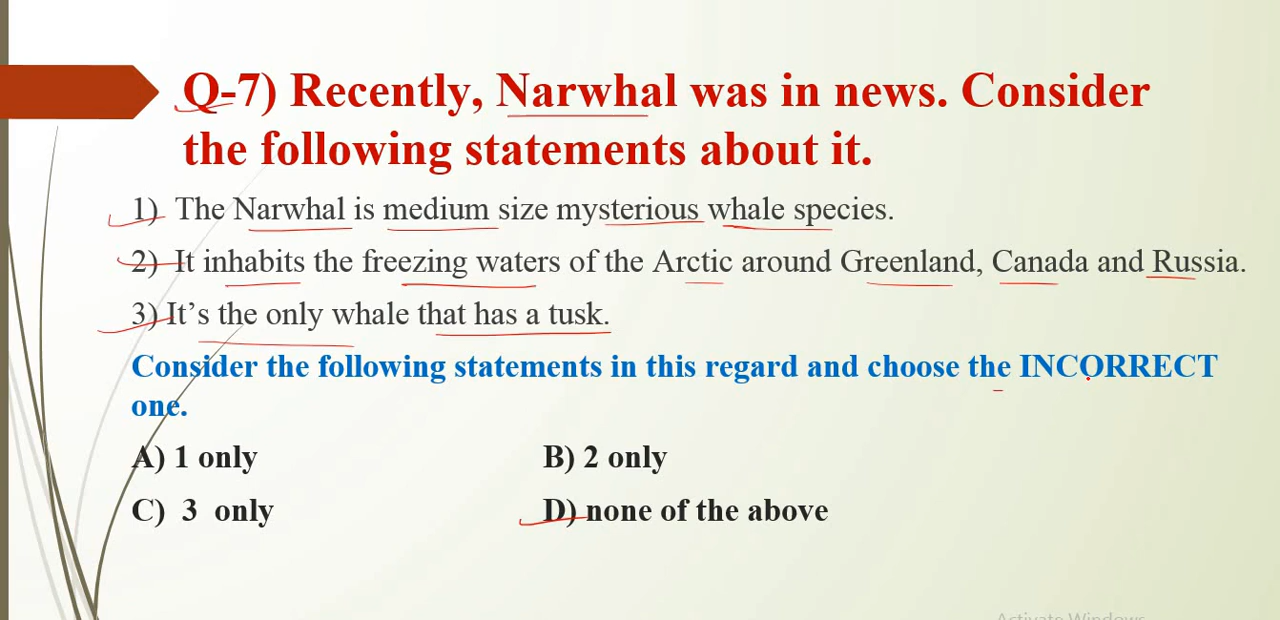 Q-7) Recently, Narwhal was in news. Consider
the following statements about it.
1) The Narwhal is medium size mysterious whale species.
2) It inhabits the freezing waters of the Arctic around Greenland, Canada and Russia.
3) It’s the only whale that has a tusk.
Consider the following statements in this regard and choose the INCORRECT
one.
A) 1 only B) 2 only
C) 3 only D) none of the above
Activate Windows